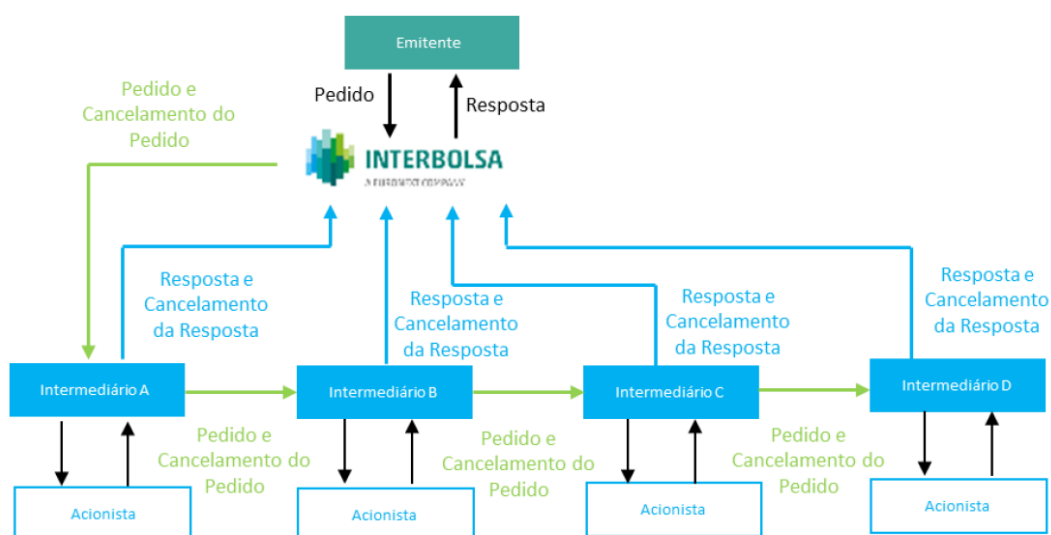 Emitente
Pedido e
Cancelamento do
Pedido
Pedido
Resposta
INTERBOLSA
A EURONEXT COMPANY
Resposta e
Cancelamento
da Resposta
Resposta e
Cancelamento
da Resposta
Resposta e
Cancelamento
da Resposta
Resposta e
Cancelamento
da Resposta
Intermediário A
Intermediário B
Intermediário C
Intermediário D
Pedido e
Cancelamento do
Pedido
Pedido e
Cancelamento do
Pedido
Pedido e
Cancelamento do
Pedido
Acionista
Acionista
Acionista
Acionista